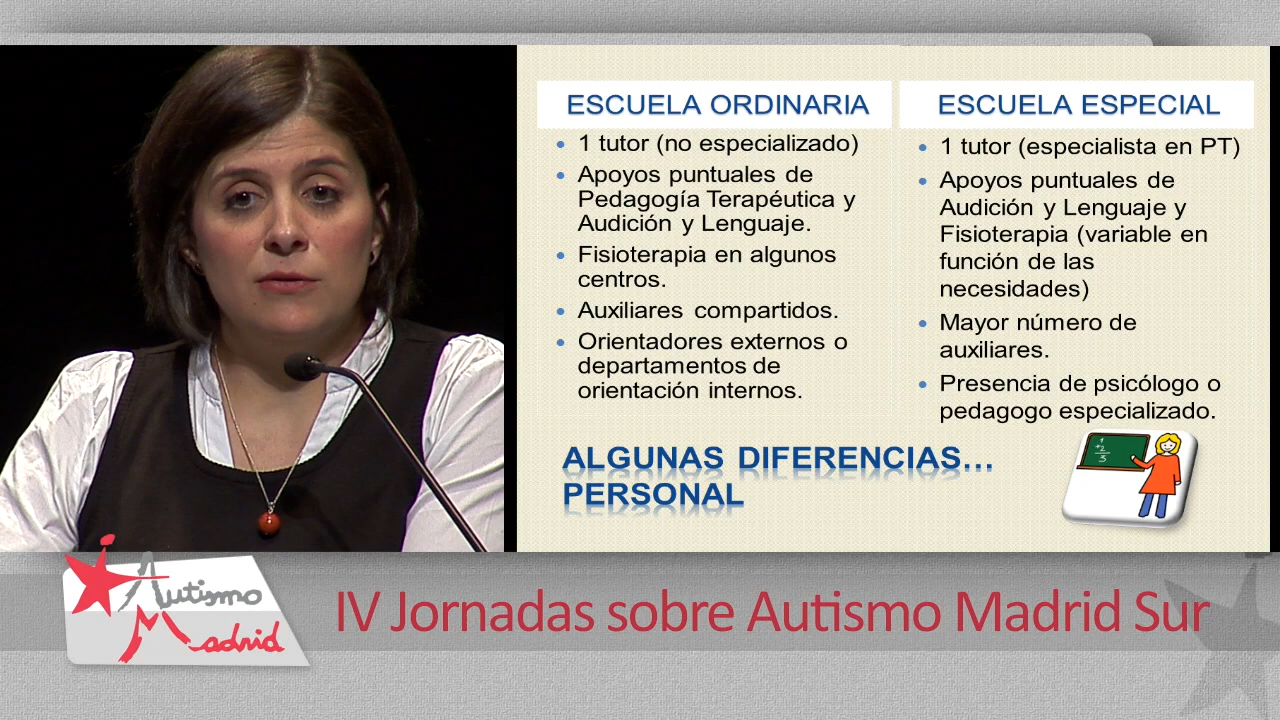 ESCUELA ORDINARIA
1 tutor (no especializado)
Apoyos puntuales de
Pedagogía Terapéutica y
Audición y Lenguaje.
Fisioterapia en algunos
centros.
Auxiliares compartidos.
Orientadores externos o
departamentos de
orientación internos.
ESCUELA ESPECIAL
1 tutor (especialista en PT)
Apoyos puntuales de
Audición y Lenguaje y
Fisioterapia (variable en
función de las
necesidades)
Mayor número de
auxiliares.
Presencia de psicólogo o
pedagogo especializado.
ALGUNAS DIFERENCIAS…
PERSONAL
1
+2
3
Autismo
Madrid
IV Jornadas sobre Autismo Madrid Sur